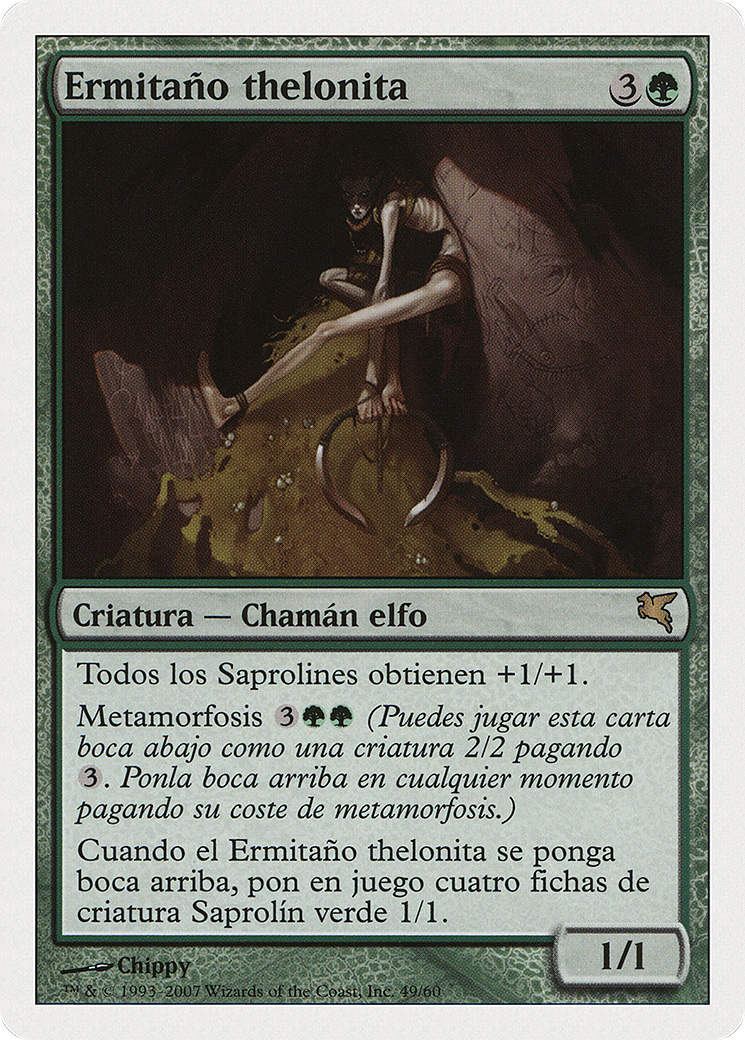 Ermitaño thelonita 3
Criatura — Chamán elfo
Todos los Saprolines obtienen +1/+1.
Metamorfosis 3 (Puedes jugar esta carta
boca abajo como una criatura 2/2 pagando
3. Ponla boca arriba en cualquier momento
pagando su coste de metamorfosis.)
Cuando el Ermitaño thelonita se ponga
boca arriba, pon en juego cuatro fichas de
criatura Saprolín verde 1/1.
1/1
Chippy
™ & © 1993–2007 Wizards of the Coast, Inc. 49/60